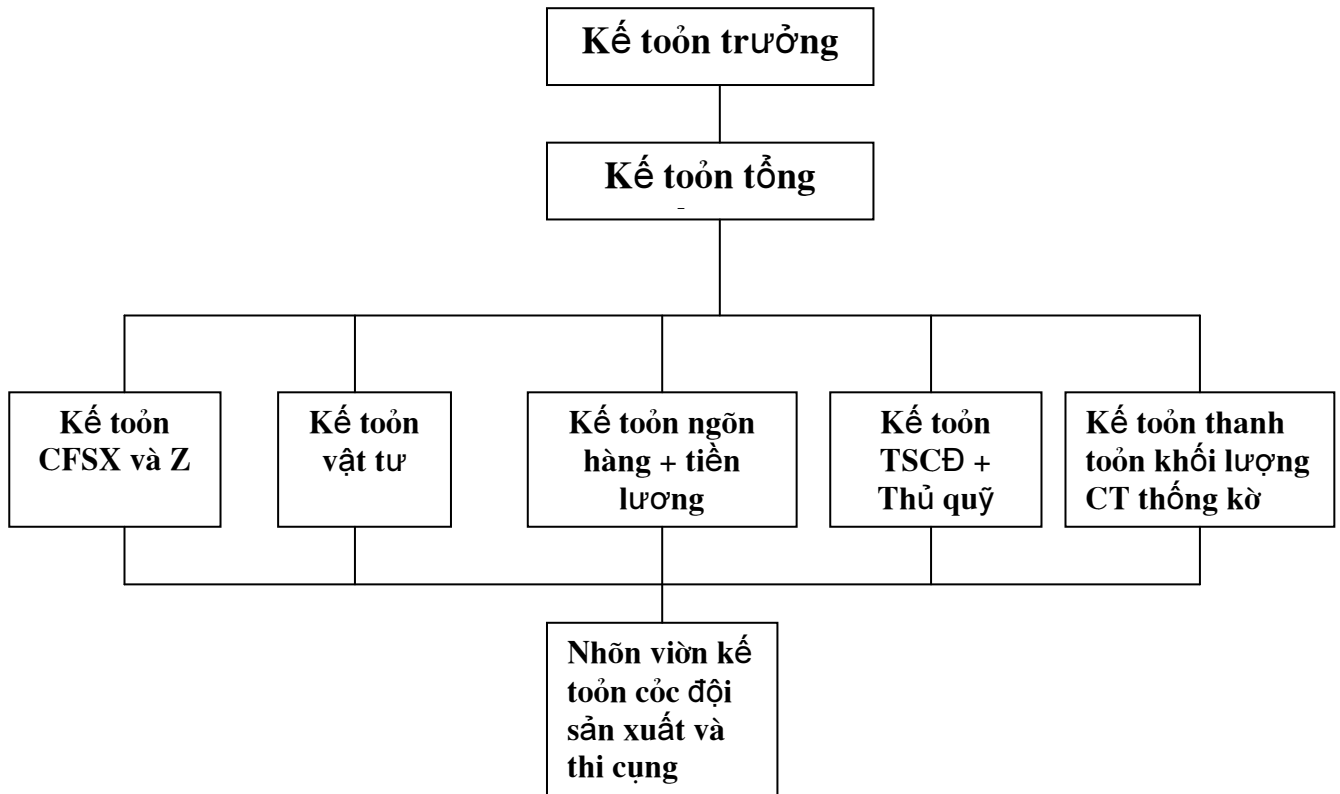 Kế toỏn trưởng
Kế toỏn tổng
Kế toỏn
CFSX và Z
Kế toỏn
vật tư
Kế toỏn ngõn
hàng + tiền
lương
Kế toỏn
TSCĐ +
Thủ quỹ
Kế toỏn thanh
toỏn khối lượng
CT thống kờ
Nhõn viờn kế
toỏn cỏc đội
sản xuất và
thi cụng